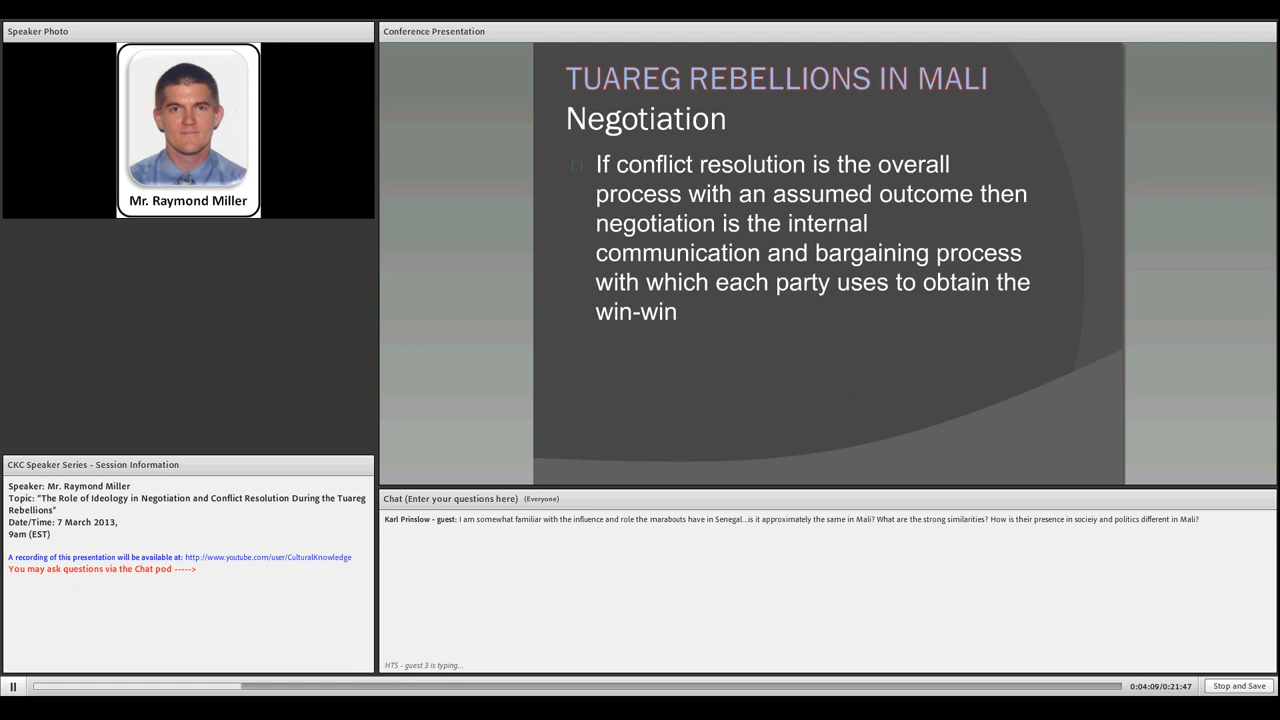 Speaker Photo
Mr. Raymond Miller
Conference Presentation
TUAREG REBELLIONS IN MALI
Negotiation
If conflict resolution is the overall
process with an assumed outcome then
negotiation is the internal
communication and bargaining process
with which each party uses to obtain the
win-win
CKC Speaker Series - Session Information
Speaker: Mr. Raymond Miller
Topic: "The Role of Ideology in Negotiation and Conflict Resolution During the Tuareg
Rebellions"
Date/Time: 7 March 2013,
9am (EST)
A recording of this presentation will be available at: http://www.youtube.com/user/CulturalKnowledge
You may ask questions via the Chat pod ----->
Chat (Enter your questions here) (Everyone)
Karl Prinslow - guest: I am somewhat familiar with the influence and role the marabouts have in Senegal...is it approximately the same in Mali? What are the strong similarities? How is their presence in socieiy and politics different in Mali?
HTS - guest 3 is typing...
0:04:09/0:21:47
Stop and Save